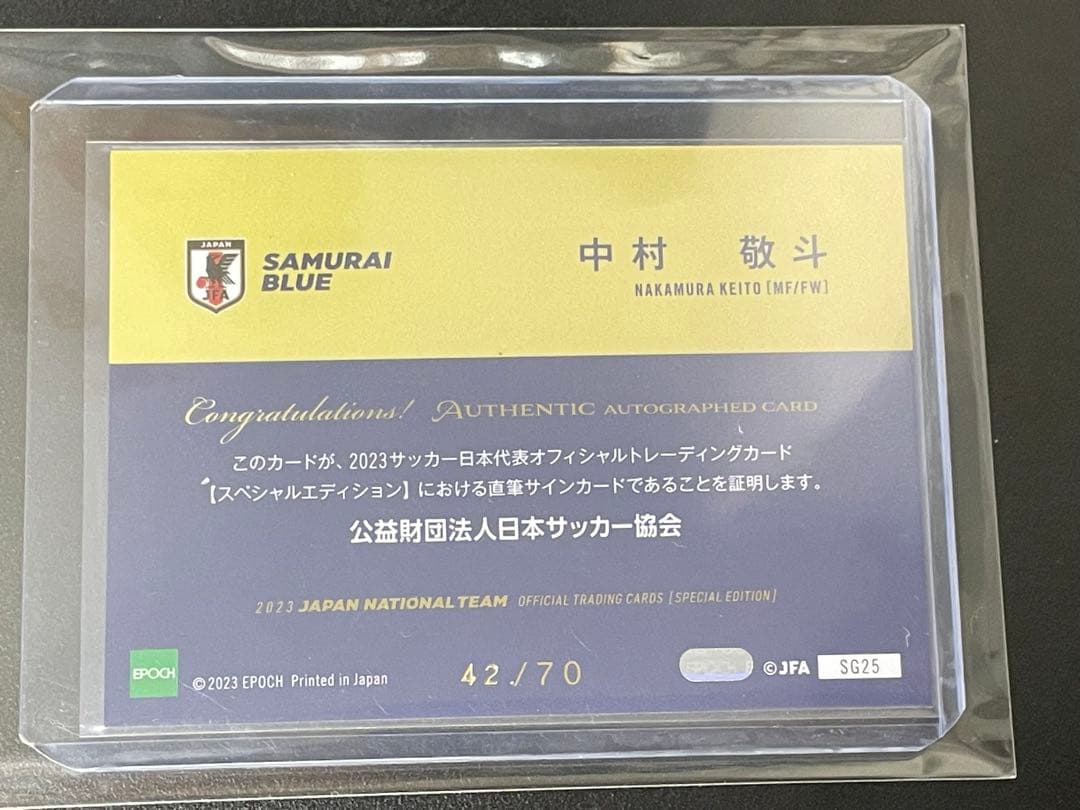 JAPAN
JFA
SAMURAI
BLUE
中村 敬斗
NAKAMURA KEITO [MF/FW]
Congratulations! AUTHENTIC AUTOGRAPHED CARD
このカードが、2023サッカー日本代表オフィシャルトレーディングカード
【スペシャルエディション】における直筆サインカードであることを証明します。
公益財団法人日本サッカー協会
2023 JAPAN NATIONAL TEAM OFFICIAL TRADING CARDS [SPECIAL EDITION]
EPOCH
©2023 EPOCH Printed in Japan
42/70
EPOCH
©JFA
SG25